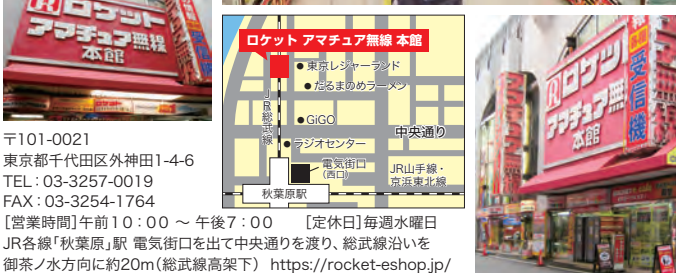 ロケット
アマチュア無線
本館
受信機
ロケット アマチュア無線 本館
東京レジャーランド
だるまのめラーメン
JR総武線
GiGO
中央通り
ラジオセンター
電気街口
(西口)
JR山手線・
京浜東北線
秋葉原駅
ロケット
アマチュア無線
本館
受信機
〒101-0021
東京都千代田区外神田1-4-6
TEL:03-3257-0019
FAX:03-3254-1764
[営業時間]午前10:00 ~ 午後7:00 [定休日]毎週水曜日
JR各線「秋葉原」駅 電気街口を出て中央通りを渡り、総武線沿いを
御茶ノ水方向に約20m(総武線高架下) https://rocket-eshop.jp/